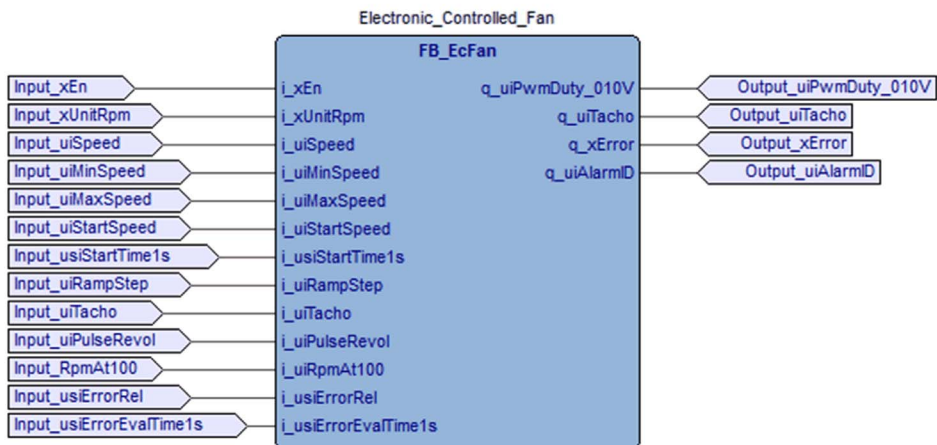 Electronic_Controlled_Fan
FB_EcFan
Input_xEn i_xEn q_uiPwmDuty_010V Output_uiPwmDuty_010V
Input_xUnitRpm i_xUnitRpm q_uiTacho Output_uiTacho
Input_uiSpeed i_uiSpeed q_xError Output_xError
Input_uiMinSpeed i_uiMinSpeed q_uiAlarmID Output_uiAlarmID
Input_uiMaxSpeed i_uiMaxSpeed
Input_uiStartSpeed i_uiStartSpeed
Input_usiStartTime1s i_usiStartTime1s
Input_uiRampStep i_uiRampStep
Input_uiTacho i_uiTacho
Input_uiPulseRevol i_uiPulseRevol
Input_RpmAt100 i_uiRpmAt100
Input_usiErrorRel i_usiErrorRel
Input_usiErrorEvalTime1s i_usiErrorEvalTime1s